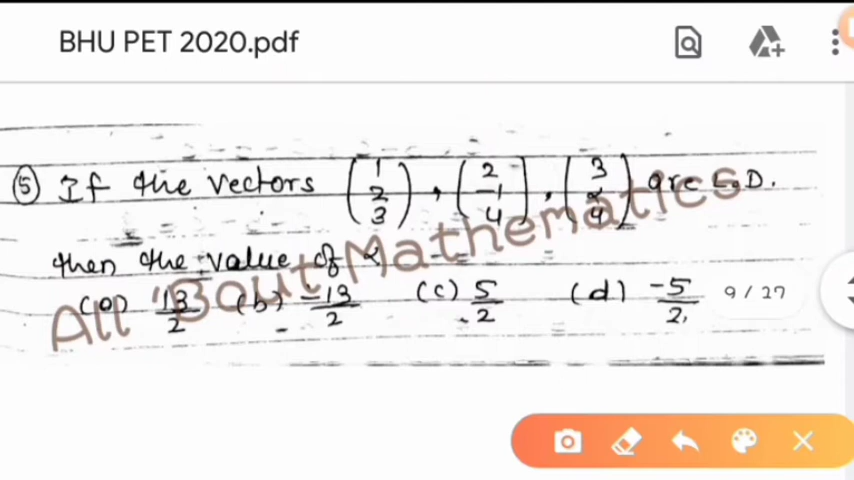 BHU PET 2020.pdf
⑤ If the vectors (1 2 3), (2 -1 4), (3 α 4) are L.D.
then the value of α
(a) 13/2 (b) -13/2 (c) 5/2 (d) -5/2
9 / 27
All 'Bout Mathematics